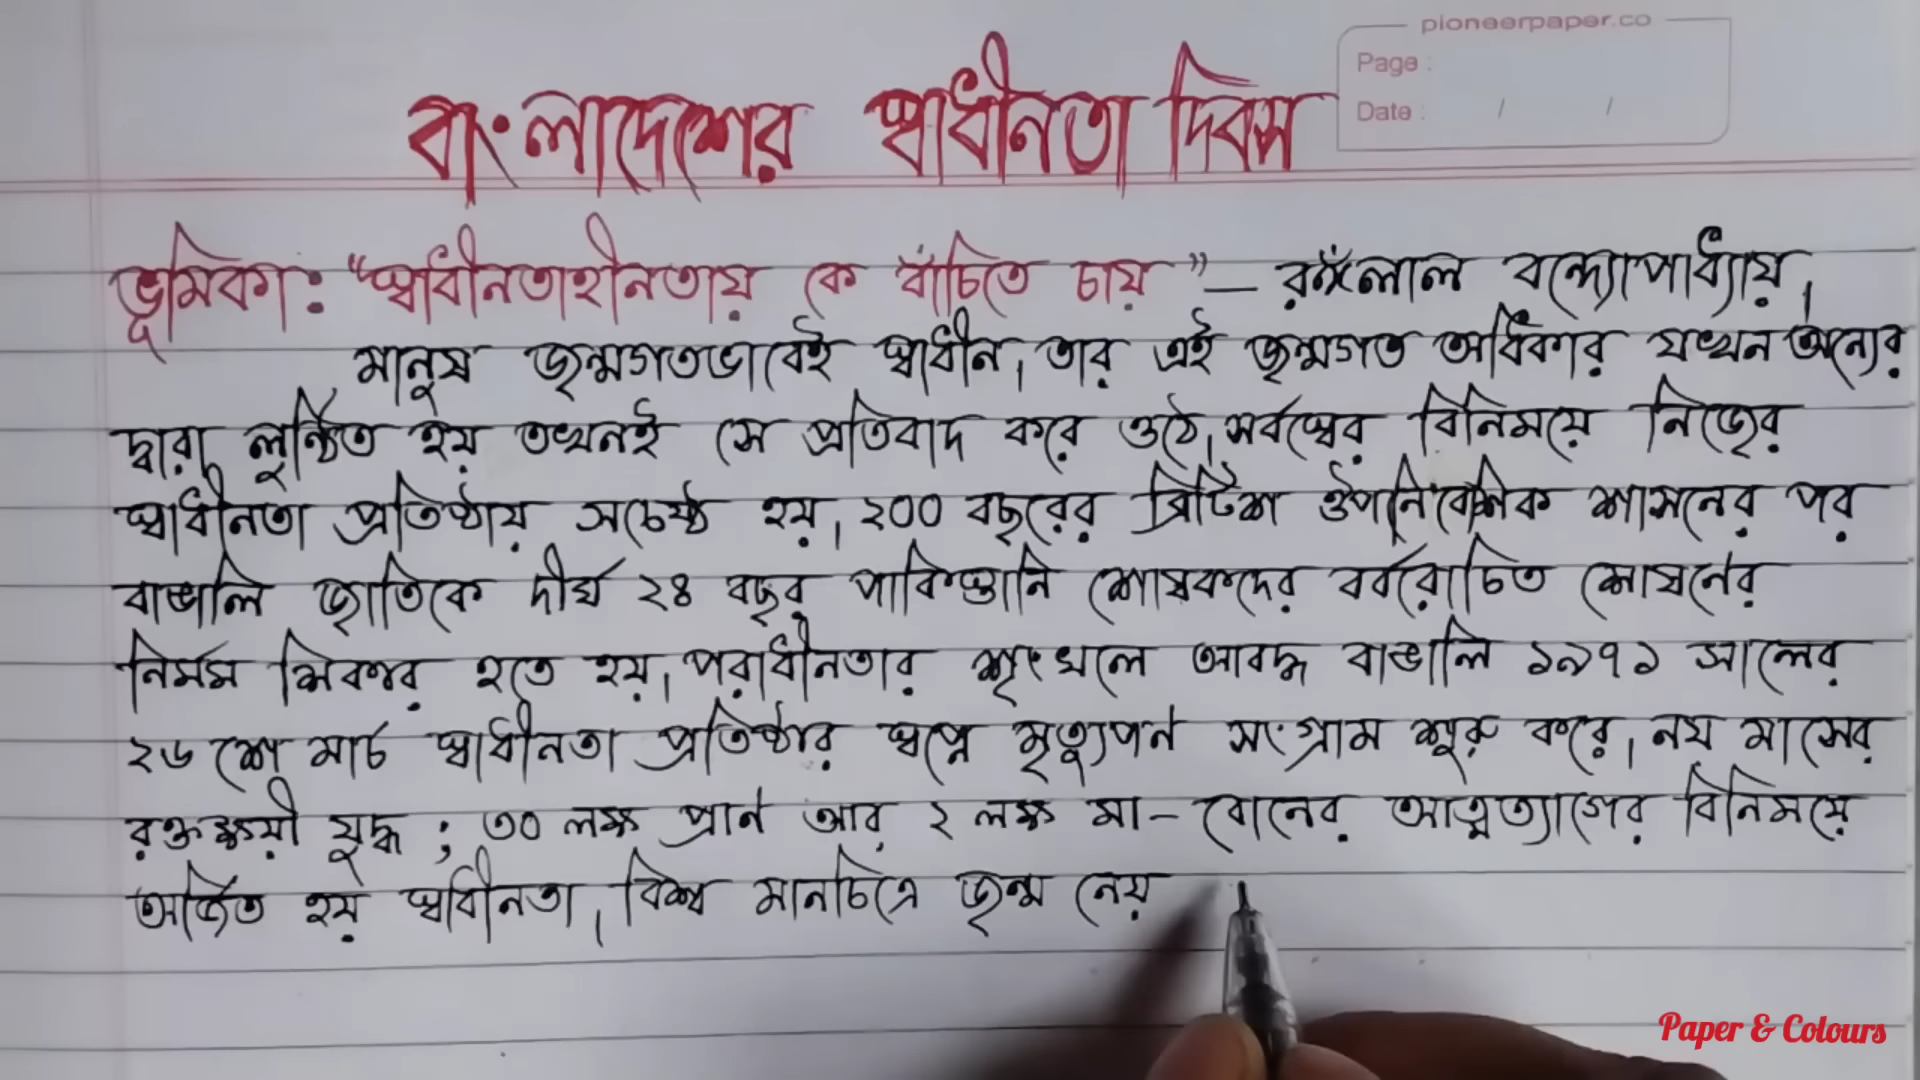 pioneerpaper.co
Page :
Date : / /
বাংলাদেশের স্বাধীনতা দিবস
ভূমিকা : “স্বাধীনতাহীনতায় কে বাঁচিতে চায়” – রঙ্গলাল বন্দ্যোপাধ্যায়।
মানুষ জন্মগতভাবেই স্বাধীন। তার এই জন্মগত অধিকার যখন অন্যের
দ্বারা লুন্ঠিত হয় তখনই সে প্রতিবাদ করে ওঠে। সর্বস্বের বিনিময়ে নিজের
স্বাধীনতা প্রতিষ্ঠায় সচেষ্ঠ হয়। ২০০ বছরের ব্রিটিশ ঔপনিবেশিক শাসনের পর
বাঙালি জাতিকে দীর্ঘ ২৪ বছর পাকিস্তানি শোষকদের বর্বরোচিত শোষনের
নির্মম শিকার হতে হয়। পরাধীনতার শৃংখলে আবদ্ধ বাঙালি ১৯৭১ সালের
২৬ শে মার্চ স্বাধীনতা প্রতিষ্ঠার স্বপ্নে মৃত্যুপর্ন সংগ্রাম শুরু করে। নয় মাসের
রক্তক্ষয়ী যুদ্ধ ; ৩০ লক্ষ প্রান আর ২ লক্ষ মা – বোনের আত্মত্যাগের বিনিময়ে
অর্জিত হয় স্বাধীনতা। বিশ্ব মানচিত্রে জন্ম নেয়
Paper & Colours